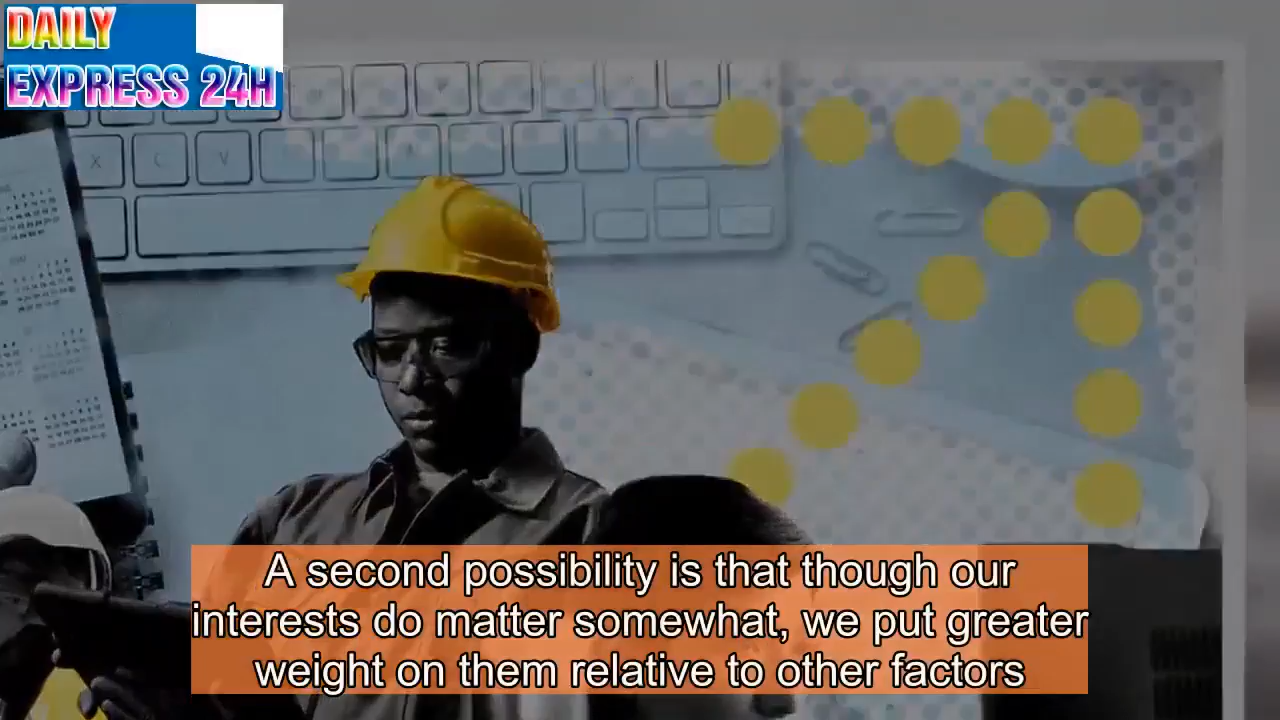 DAILY
EXPRESS 24H
X C V
A second possibility is that though our
interests do matter somewhat, we put greater
weight on them relative to other factors